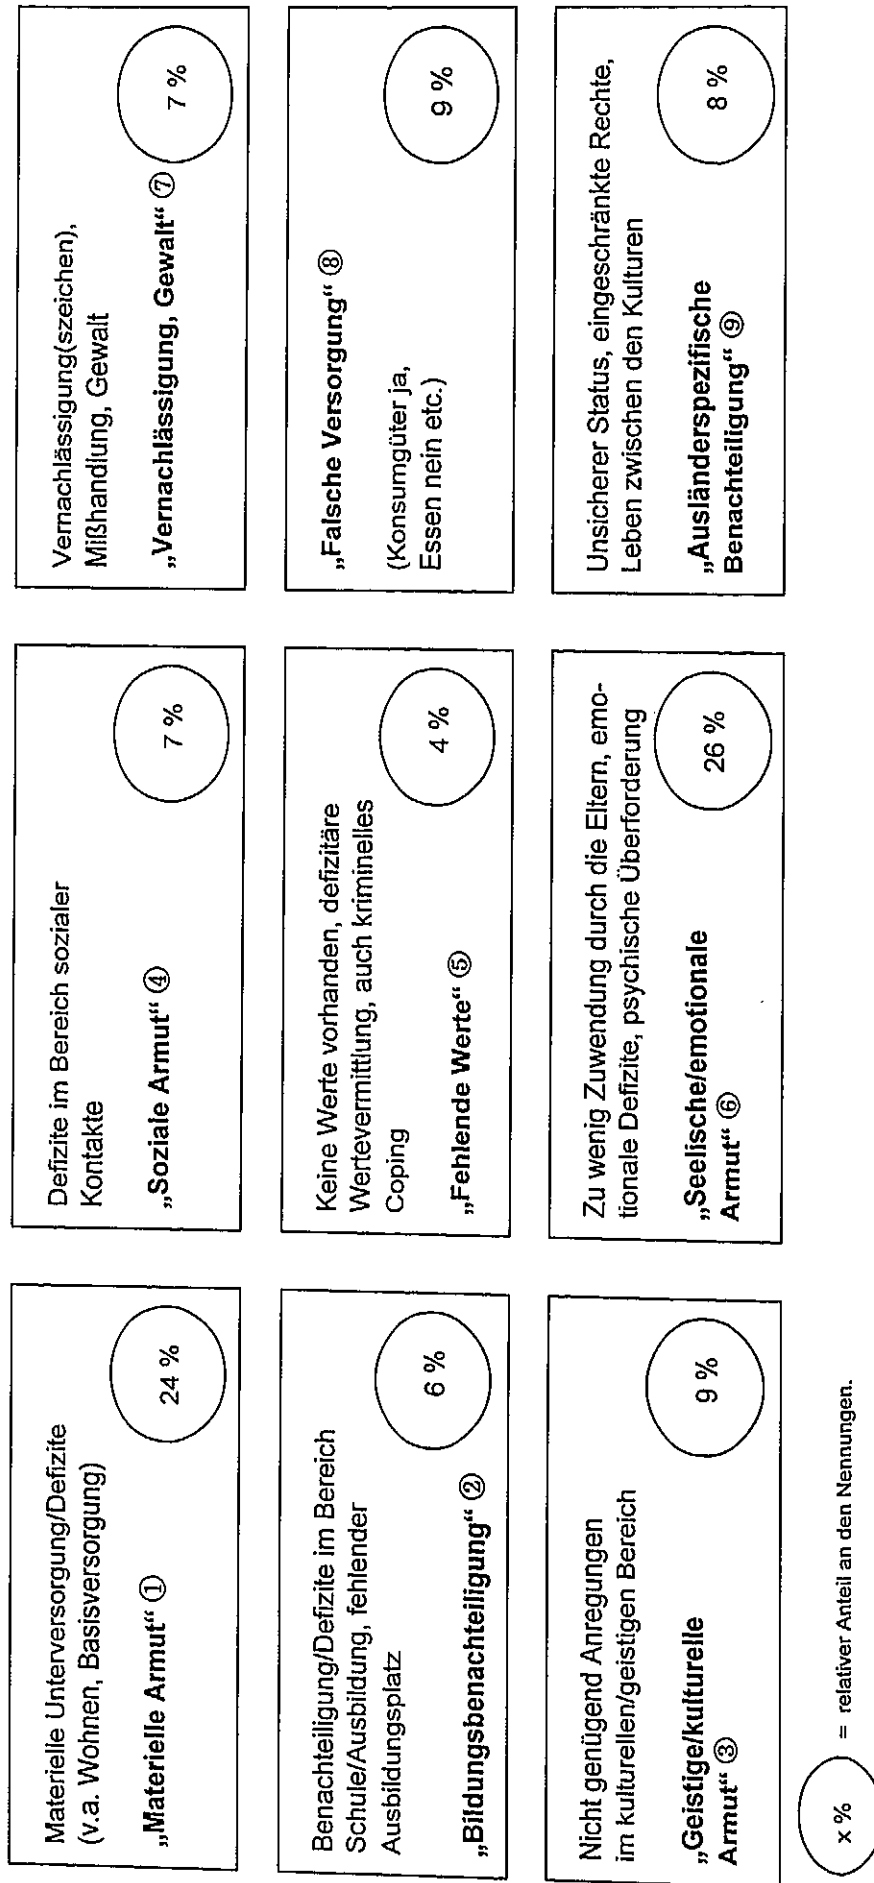 Materielle Unterversorgung/Defizite
(v.a. Wohnen, Basisversorgung)
„Materielle Armut“ ①
24 %
Defizite im Bereich sozialer
Kontakte
„Soziale Armut“ ④
7 %
Vernachlässigung(szeichen),
Mißhandlung, Gewalt
„Vernachlässigung, Gewalt“ ⑦
7 %
Benachteiligung/Defizite im Bereich
Schule/Ausbildung, fehlender
Ausbildungsplatz
„Bildungsbenachteiligung“ ②
6 %
Keine Werte vorhanden, defizitäre
Wertevermittlung, auch kriminelles
Coping
„Fehlende Werte“ ⑤
4 %
„Falsche Versorgung“ ⑧
(Konsumgüter ja,
Essen nein etc.)
9 %
Nicht genügend Anregungen
im kulturellen/geistigen Bereich
„Geistige/kulturelle
Armut“ ③
9 %
Zu wenig Zuwendung durch die Eltern, emo-
tionale Defizite, psychische Überforderung
„Seelische/emotionale
Armut“ ⑥
26 %
Unsicherer Status, eingeschränkte Rechte,
Leben zwischen den Kulturen
„Ausländerspezifische
Benachteiligung“ ⑨
8 %
x % = relativer Anteil an den Nennungen.